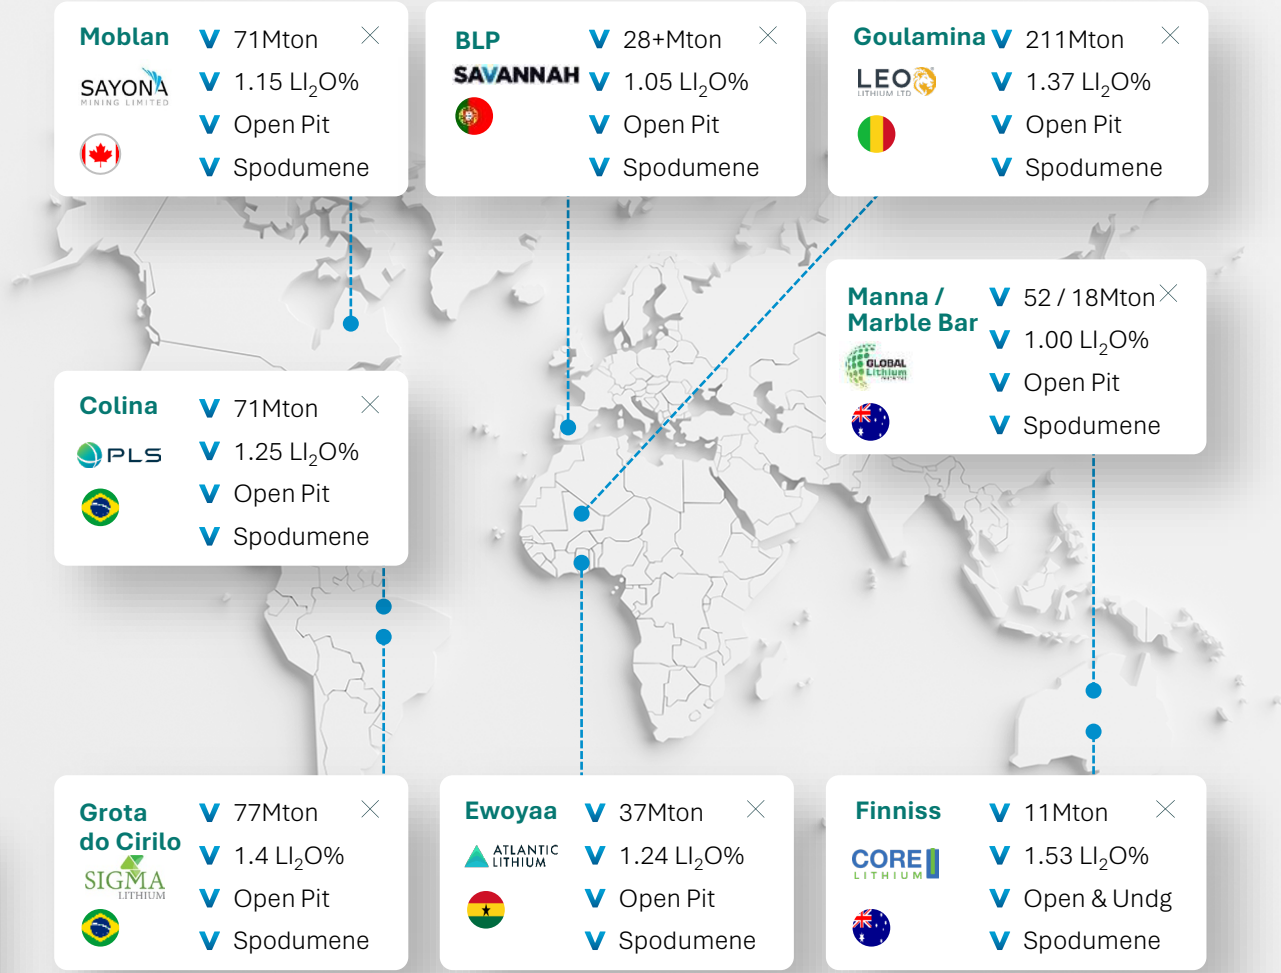 Moblan
SAYONA
MINING LIMITED
71Mton
1.15 LI₂O%
Open Pit
Spodumene
BLP
SAVANNAH
28+Mton
1.05 LI₂O%
Open Pit
Spodumene
Goulamina
LEO
LITHIUM LTD
211Mton
1.37 LI₂O%
Open Pit
Spodumene
Manna /
Marble Bar
GLOBAL
Lithium
52 / 18Mton
1.00 LI₂O%
Open Pit
Spodumene
Colina
PLS
71Mton
1.25 LI₂O%
Open Pit
Spodumene
Grota
do Cirilo
SIGMA
LITHIUM
77Mton
1.4 LI₂O%
Open Pit
Spodumene
Ewoyaa
ATLANTIC
LITHIUM
37Mton
1.24 LI₂O%
Open Pit
Spodumene
Finniss
CORE
LITHIUM
11Mton
1.53 LI₂O%
Open & Undg
Spodumene